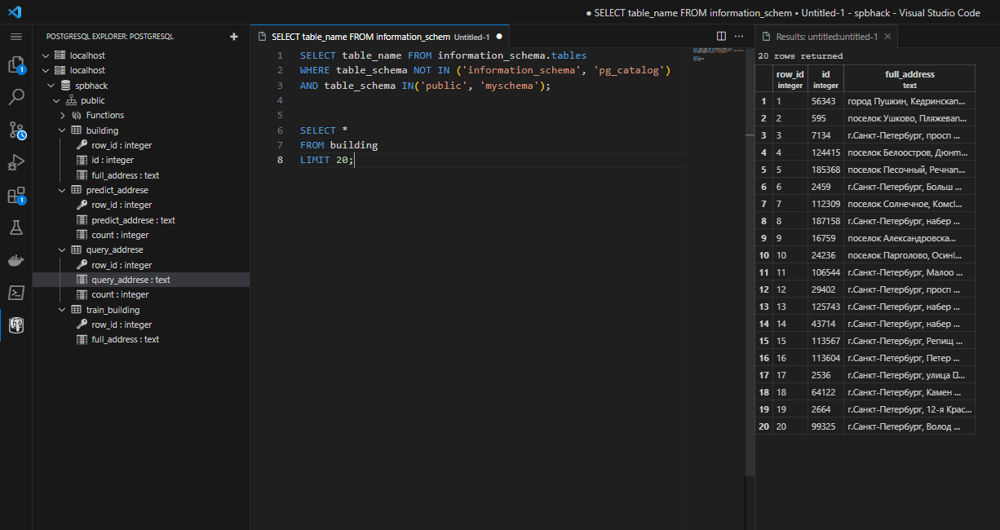 ● SELECT table_name FROM information_schem • Untitled-1 - spbhack - Visual Studio Code
POSTGRESQL EXPLORER: POSTGRESQL
localhost
localhost
spbhack
public
Functions
building
row_id : integer
id : integer
full_address : text
predict_addrese
row_id : integer
predict_addrese : text
count : integer
query_addrese
row_id : integer
query_addrese : text
count : integer
train_building
row_id : integer
full_address : text
1
1
SELECT table_name FROM information_schem Untitled-1 ●
1 SELECT table_name FROM information_schema.tables
2 WHERE table_schema NOT IN ('information_schema', 'pg_catalog')
3 AND table_schema IN('public', 'myschema');
4
5
6 SELECT *
7 FROM building
8 LIMIT 20;
Results: untitled:untitled-1
20 rows returned
row_id id full_address
integer integer text
1 1 56343 город Пушкин, Кедринскап...
2 2 595 поселок Ушково, Пляжевап...
3 3 7134 г.Санкт-Петербург, просп ...
4 4 124415 поселок Белоостров, Дюнт...
5 5 185368 поселок Песочный, Речнап...
6 6 2459 г.Санкт-Петербург, Больш ...
7 7 112309 поселок Солнечное, Комс...
8 8 187158 г.Санкт-Петербург, набер ...
9 9 16759 поселок Александровска...
10 10 24236 поселок Парголово, Осин...
11 11 106544 г.Санкт-Петербург, Малоо ...
12 12 29402 г.Санкт-Петербург, просп ...
13 13 125743 г.Санкт-Петербург, набер ...
14 14 43714 г.Санкт-Петербург, набер ...
15 15 113567 г.Санкт-Петербург, Репищ ...
16 16 113604 г.Санкт-Петербург, Петер ...
17 17 2536 г.Санкт-Петербург, улица ...
18 18 64122 г.Санкт-Петербург, Камен ...
19 19 2664 г.Санкт-Петербург, 12-я Крас...
20 20 99325 г.Санкт-Петербург, Волод ...